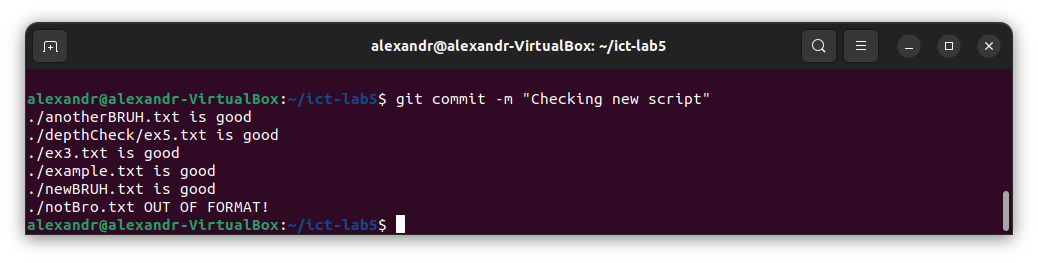 alexandr@alexandr-VirtualBox: ~/ict-lab5
alexandr@alexandr-VirtualBox:~/ict-lab5$ git commit -m "Checking new script"
./anotherBRUH.txt is good
./depthCheck/ex5.txt is good
./ex3.txt is good
./example.txt is good
./newBRUH.txt is good
./notBro.txt OUT OF FORMAT!
alexandr@alexandr-VirtualBox:~/ict-lab5$